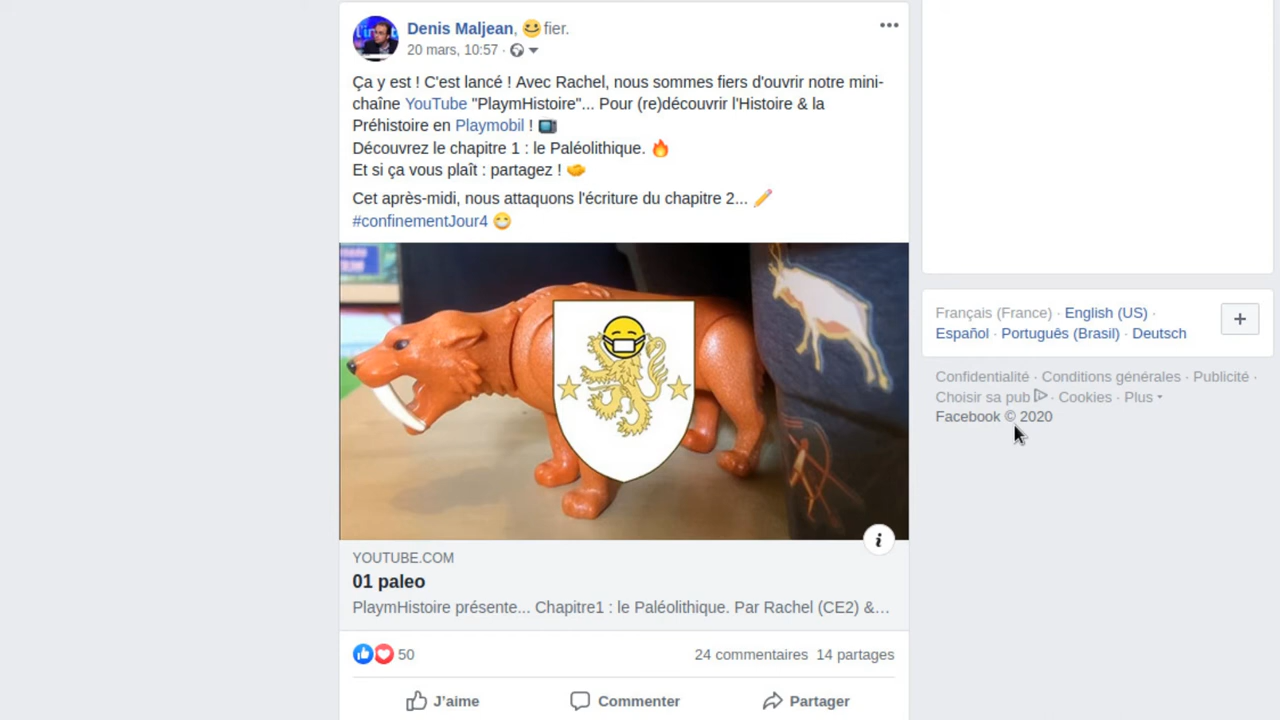 Denis Maljean, fier.
20 mars, 10:57 ·
Ça y est ! C'est lancé ! Avec Rachel, nous sommes fiers d'ouvrir notre mini-
chaîne YouTube "PlaymHistoire"... Pour (re)découvrir l'Histoire & la
Préhistoire en Playmobil !
Découvrez le chapitre 1 : le Paléolithique.
Et si ça vous plaît : partagez !
Cet après-midi, nous attaquons l'écriture du chapitre 2...
#confinementJour4
YOUTUBE.COM
01 paleo
PlaymHistoire présente... Chapitre1 : le Paléolithique. Par Rachel (CE2) &...
50
24 commentaires 14 partages
J'aime
Commenter
Partager
Français (France) · English (US) ·
Español · Português (Brasil) · Deutsch
Confidentialité · Conditions générales · Publicité ·
Choisir sa pub · Cookies · Plus
Facebook © 2020